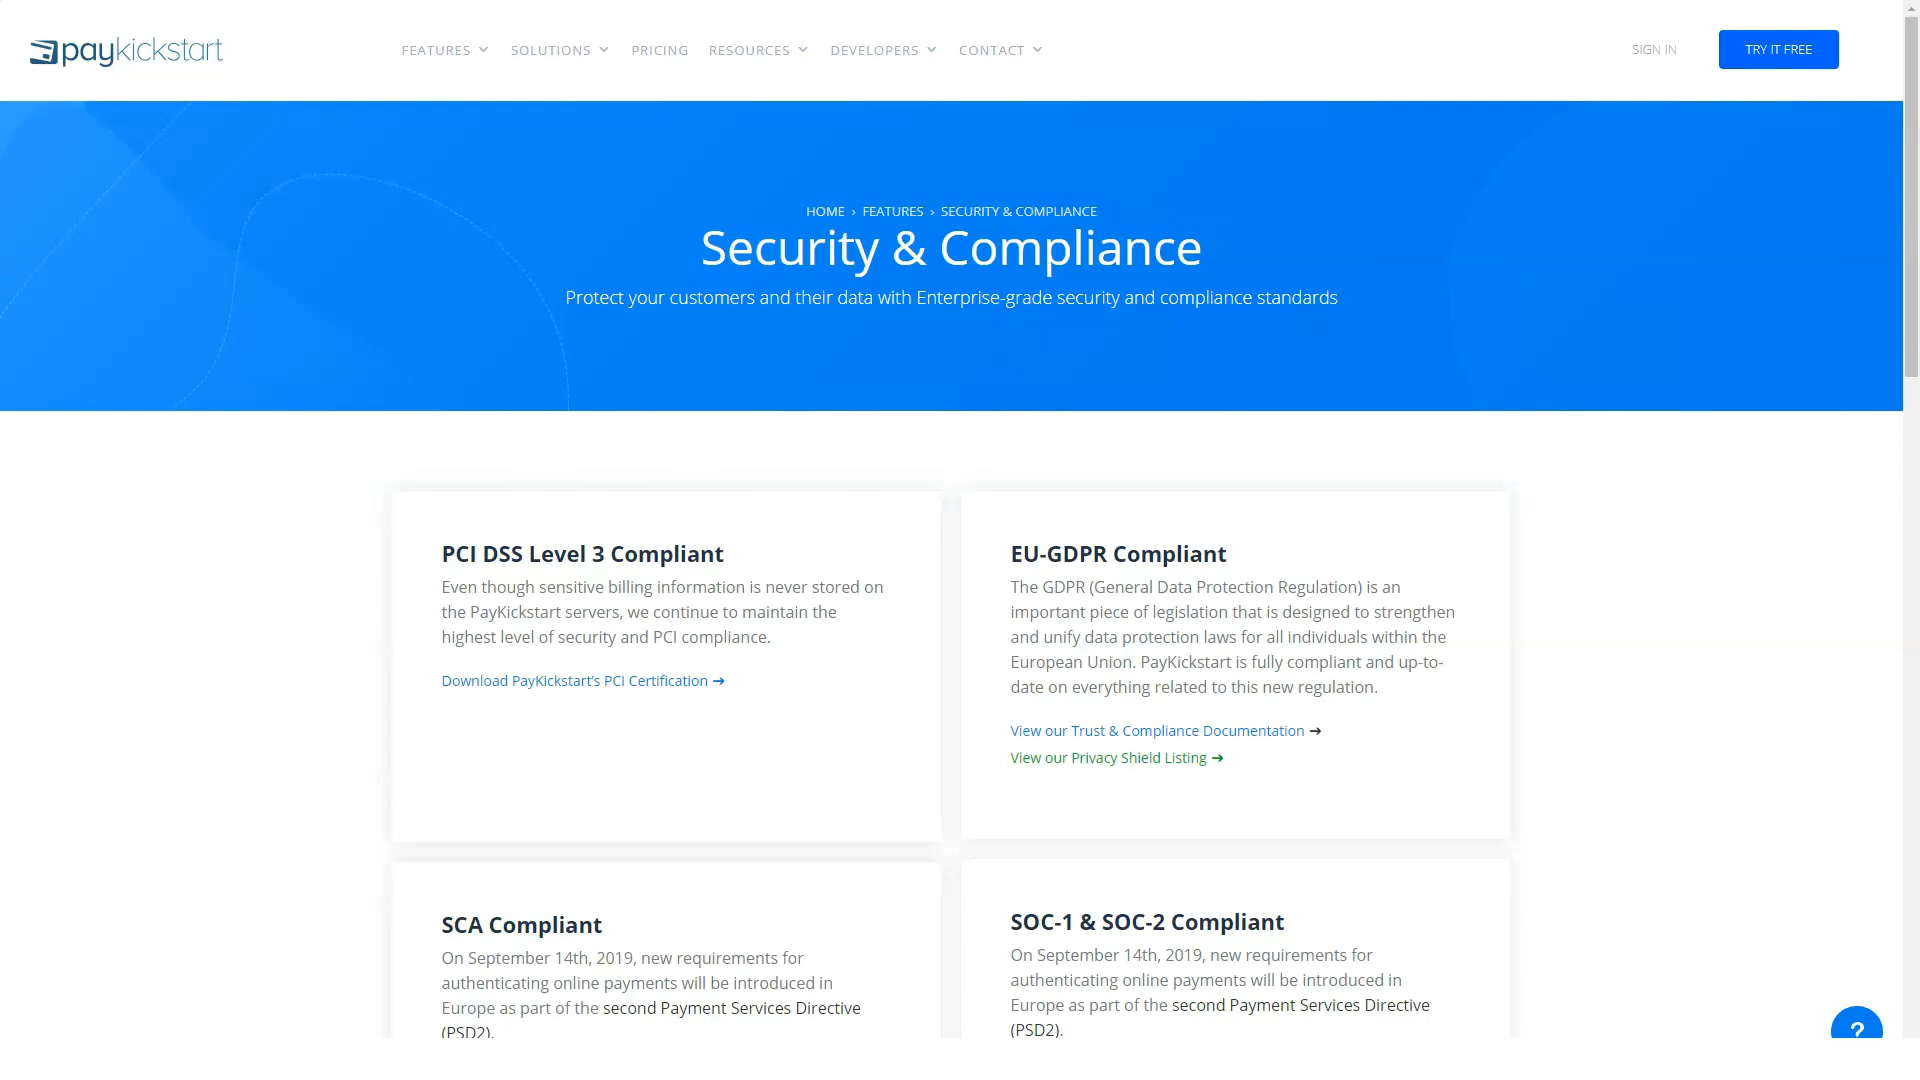 paykickstart
FEATURES
SOLUTIONS
PRICING
RESOURCES
DEVELOPERS
CONTACT
SIGN IN
TRY IT FREE
HOME › FEATURES › SECURITY & COMPLIANCE
Security & Compliance
Protect your customers and their data with Enterprise-grade security and compliance standards
PCI DSS Level 3 Compliant
Even though sensitive billing information is never stored on
the PayKickstart servers, we continue to maintain the
highest level of security and PCI compliance.
Download PayKickstart's PCI Certification ➔
EU-GDPR Compliant
The GDPR (General Data Protection Regulation) is an
important piece of legislation that is designed to strengthen
and unify data protection laws for all individuals within the
European Union. PayKickstart is fully compliant and up-to-
date on everything related to this new regulation.
View our Trust & Compliance Documentation ➔
View our Privacy Shield Listing ➔
SCA Compliant
On September 14th, 2019, new requirements for
authenticating online payments will be introduced in
Europe as part of the second Payment Services Directive
(PSD2).
SOC-1 & SOC-2 Compliant
On September 14th, 2019, new requirements for
authenticating online payments will be introduced in
Europe as part of the second Payment Services Directive
(PSD2).
?